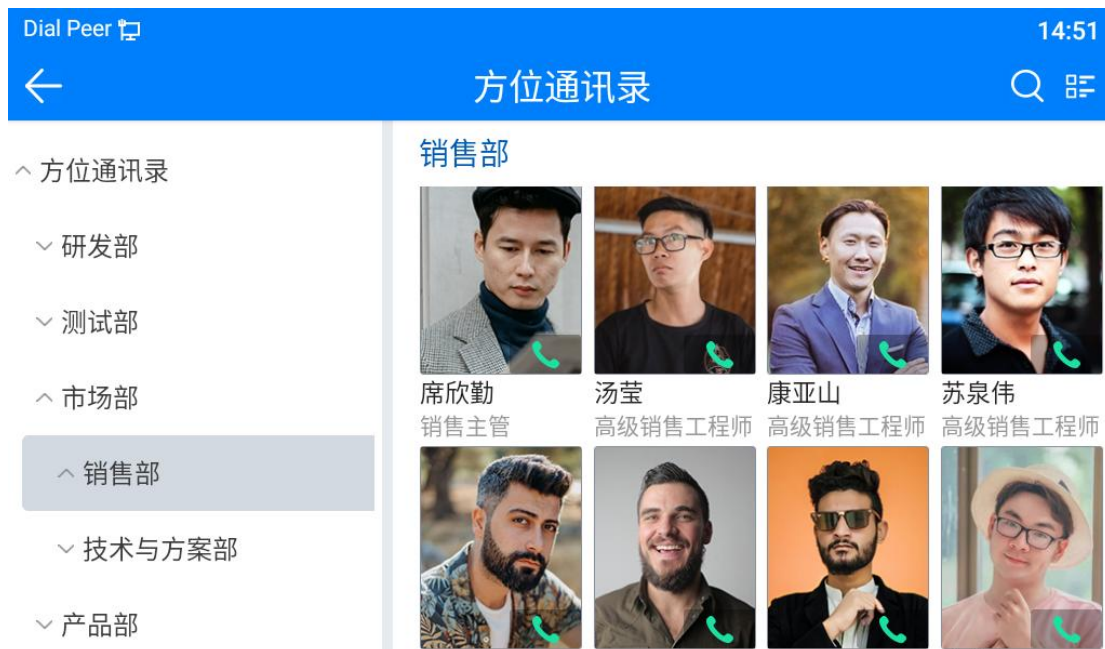 Dial Peer
14:51
方位通讯录
方位通讯录
研发部
测试部
市场部
销售部
技术与方案部
产品部
销售部
席欣勤 汤莹 康亚山 苏泉伟
销售主管 高级销售工程师 高级销售工程师 高级销售工程师